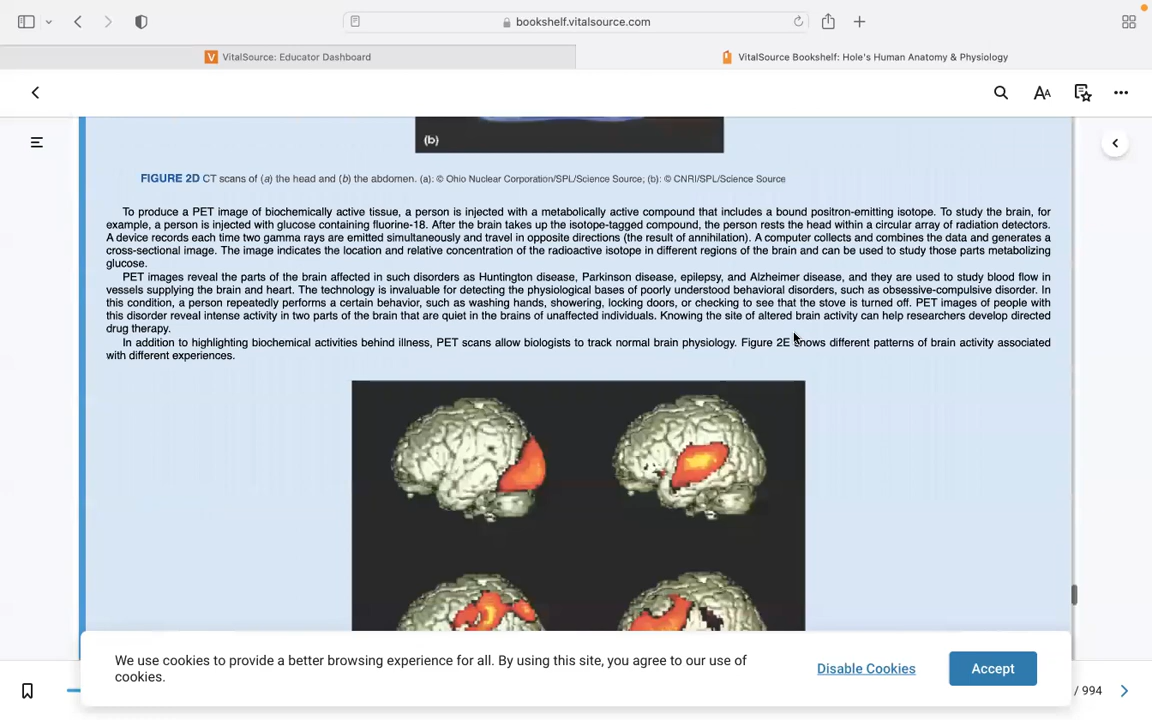 bookshelf.vitalsource.com
VitalSource: Educator Dashboard
VitalSource Bookshelf: Hole's Human Anatomy & Physiology
AA
(b)
FIGURE 2D CT scans of (a) the head and (b) the abdomen. (a): © Ohio Nuclear Corporation/SPL/Science Source; (b): © CNRI/SPL/Science Source
To produce a PET image of biochemically active tissue, a person is injected with a metabolically active compound that includes a bound positron-emitting isotope. To study the brain, for
example, a person is injected with glucose containing fluorine-18. After the brain takes up the isotope-tagged compound, the person rests the head within a circular array of radiation detectors.
A device records each time two gamma rays are emitted simultaneously and travel in opposite directions (the result of annihilation). A computer collects and combines the data and generates a
cross-sectional image. The image indicates the location and relative concentration of the radioactive isotope in different regions of the brain and can be used to study those parts metabolizing
glucose.
PET images reveal the parts of the brain affected in such disorders as Huntington disease, Parkinson disease, epilepsy, and Alzheimer disease, and they are used to study blood flow in
vessels supplying the brain and heart. The technology is invaluable for detecting the physiological bases of poorly understood behavioral disorders, such as obsessive-compulsive disorder. In
this condition, a person repeatedly performs a certain behavior, such as washing hands, showering, locking doors, or checking to see that the stove is turned off. PET images of people with
this disorder reveal intense activity in two parts of the brain that are quiet in the brains of unaffected individuals. Knowing the site of altered brain activity can help researchers develop directed
drug therapy.
In addition to highlighting biochemical activities behind illness, PET scans allow biologists to track normal brain physiology. Figure 2E shows different patterns of brain activity associated
with different experiences.
We use cookies to provide a better browsing experience for all. By using this site, you agree to our use of
cookies.
Disable Cookies
Accept
/ 994